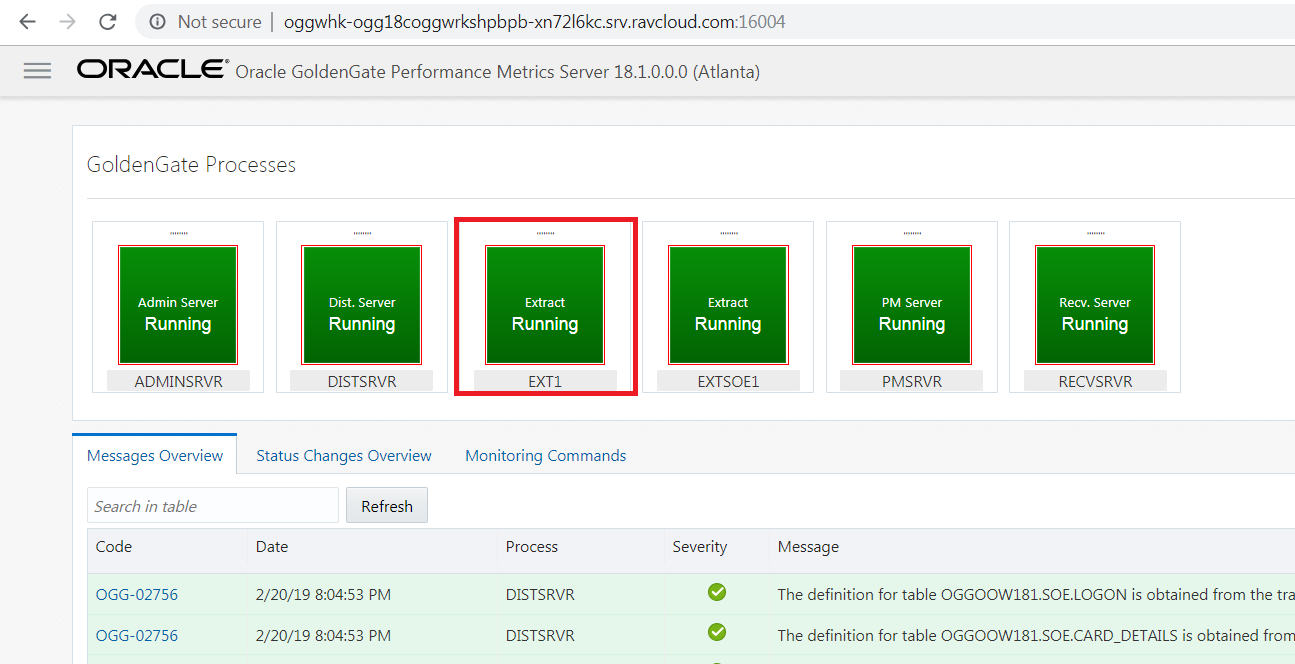 Not secure | oggwhk-ogg18coggwrkshpbpb-xn72l6kc.srv.ravcloud.com:16004
ORACLE® Oracle GoldenGate Performance Metrics Server 18.1.0.0.0 (Atlanta)
GoldenGate Processes
Admin Server
Running
ADMINSRVR
Dist. Server
Running
DISTSRVR
Extract
Running
EXT1
Extract
Running
EXTSOE1
PM Server
Running
PMSRVR
Recv. Server
Running
RECVSRVR
Messages Overview Status Changes Overview Monitoring Commands
Search in table Refresh
Code Date Process Severity Message
OGG-02756 2/20/19 8:04:53 PM DISTSRVR The definition for table OGGOOW181.SOE.LOGON is obtained from the tra
OGG-02756 2/20/19 8:04:53 PM DISTSRVR The definition for table OGGOOW181.SOE.CARD_DETAILS is obtained from